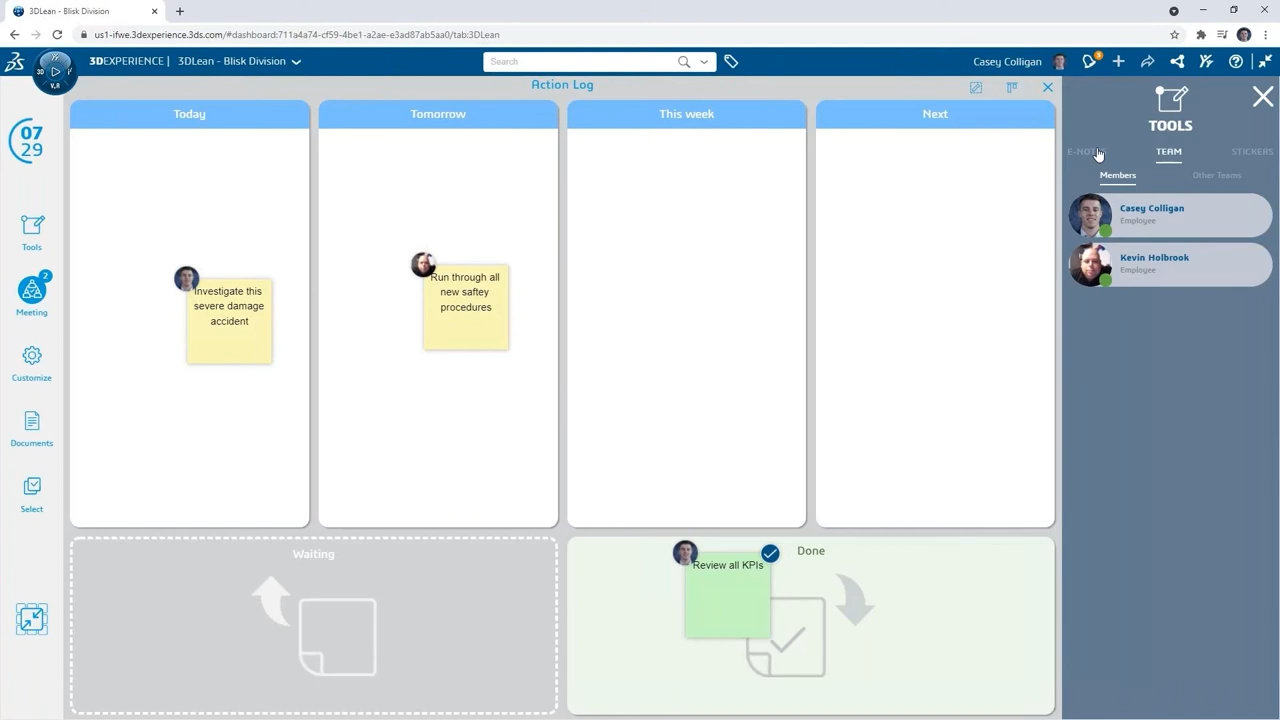 3DLean - Blisk Division
us1-ifwe.3dexperience.3ds.com/#dashboard:711a4a74-cf59-4be1-a2ae-e3ad87ab5aa0/tab:3DLean
3DEXPERIENCE | 3DLean - Blisk Division
Search
Casey Colligan
3D
V.R
Action Log
07
29
Tools
2
Meeting
Customize
Documents
Select
Today
Tomorrow
This week
Next
Investigate this
severe damage
accident
Run through all
new saftey
procedures
Waiting
Done
Review all KPIs
TOOLS
TEAM
STICKERS
Members
Other Teams
Casey Colligan
Employee
Kevin Holbrook
Employee